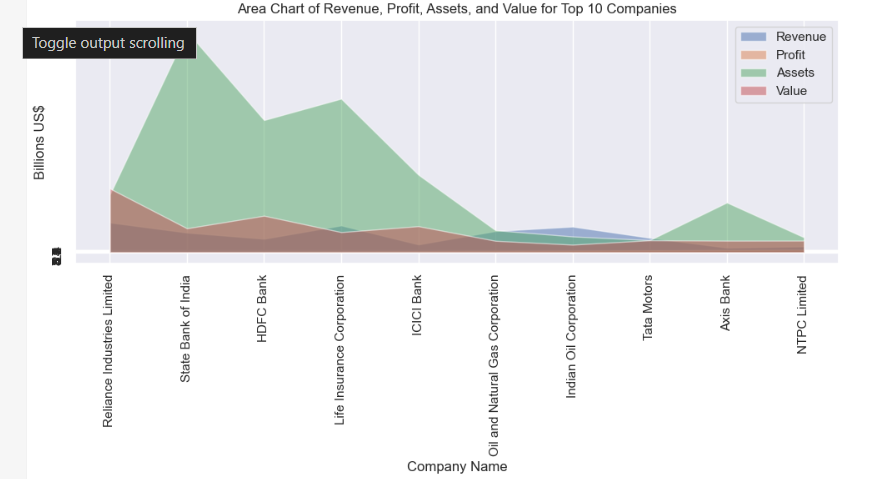 Area Chart of Revenue, Profit, Assets, and Value for Top 10 Companies
Toggle output scrolling
Revenue
Profit
Assets
Value
Billions US$
Reliance Industries Limited
State Bank of India
HDFC Bank
Life Insurance Corporation
ICICI Bank
Oil and Natural Gas Corporation
Indian Oil Corporation
Tata Motors
Axis Bank
NTPC Limited
Company Name